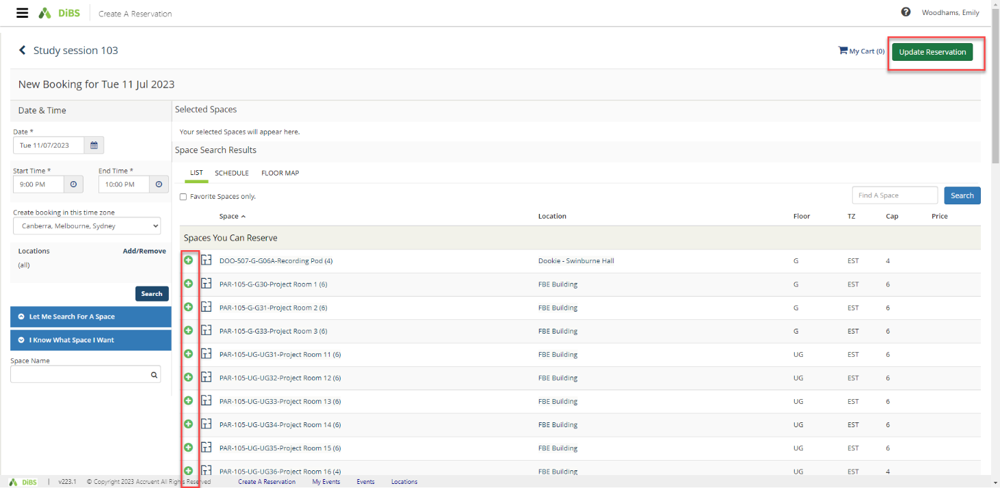 DiBS Create A Reservation Woodhams, Emily
Study session 103 My Cart (0) Update Reservation
New Booking for Tue 11 Jul 2023
Date & Time
Date *
Tue 11/07/2023
Start Time * End Time *
9:00 PM 10:00 PM
Create booking in this time zone
Canberra, Melbourne, Sydney
Locations Add/Remove
(all)
Search
Let Me Search For A Space
I Know What Space I Want
Space Name
Selected Spaces
Your selected Spaces will appear here.
Space Search Results
LIST SCHEDULE FLOOR MAP
Favorite Spaces only. Find A Space Search
Space Location Floor TZ Cap Price
Spaces You Can Reserve
DOO-507-G-G06A-Recording Pod (4) Dookie - Swinburne Hall G EST 4
PAR-105-G-G30-Project Room 1 (6) FBE Building G EST 6
PAR-105-G-G31-Project Room 2 (6) FBE Building G EST 6
PAR-105-G-G33-Project Room 3 (6) FBE Building G EST 6
PAR-105-UG-UG31-Project Room 11 (6) FBE Building UG EST 6
PAR-105-UG-UG32-Project Room 12 (6) FBE Building UG EST 6
PAR-105-UG-UG33-Project Room 13 (6) FBE Building UG EST 6
PAR-105-UG-UG34-Project Room 14 (6) FBE Building UG EST 6
PAR-105-UG-UG35-Project Room 15 (6) FBE Building UG EST 6
PAR-105-UG-UG36-Project Room 16 (4) FBE Building UG EST 4
DiBS | v223.1 © Copyright 2023 Accruent All Rights Reserved Create A Reservation My Events Events Locations